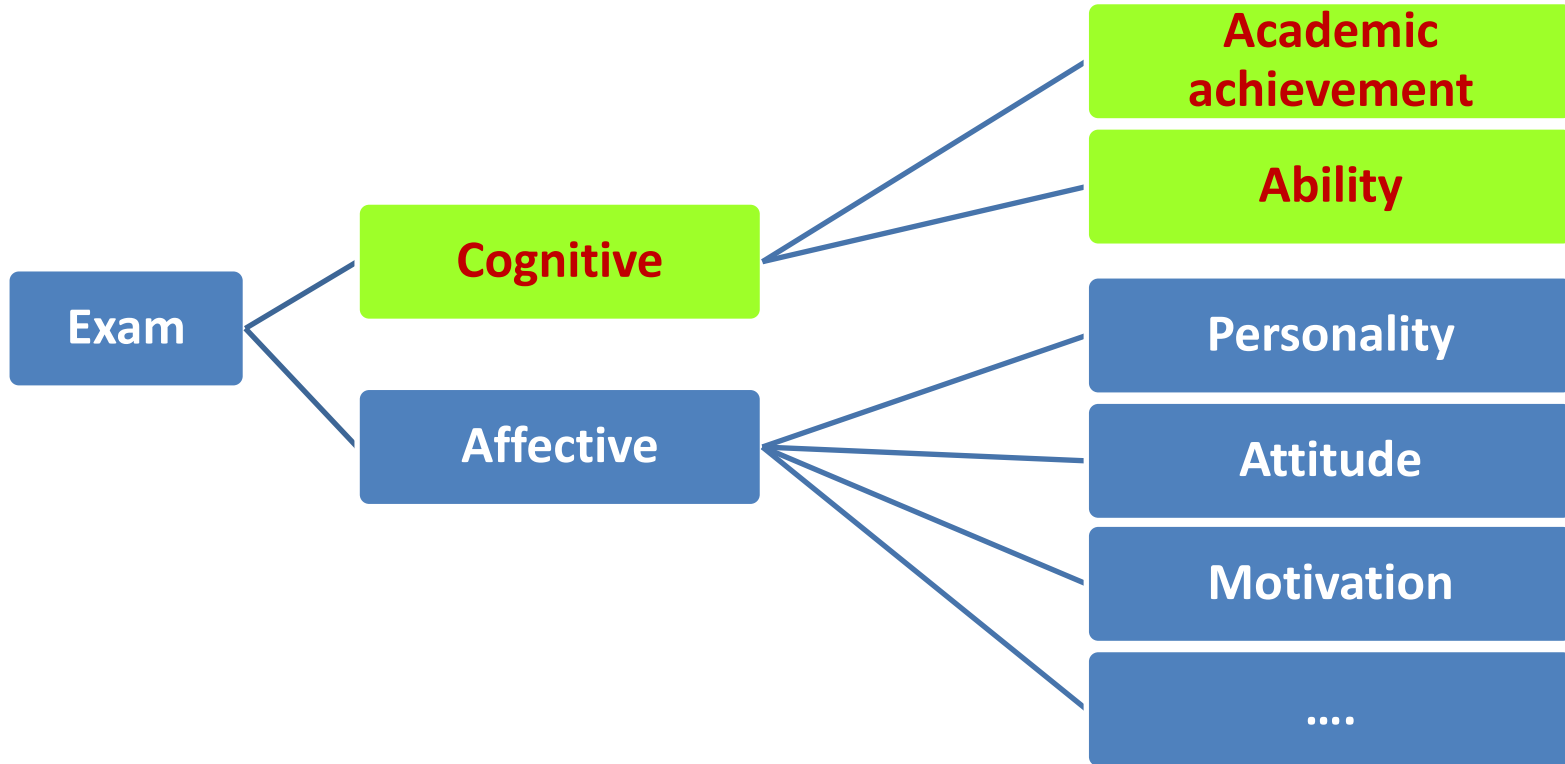 Exam
Cognitive
Affective
Academic
achievement
Ability
Personality
Attitude
Motivation
....